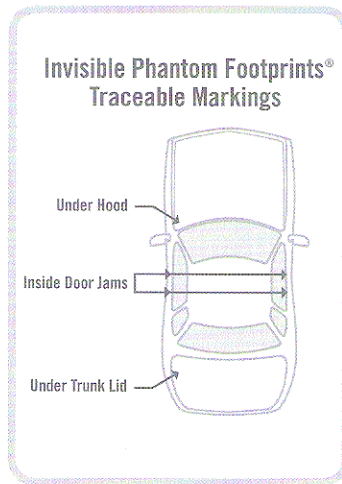 Invisible Phantom Footprints®
Traceable Markings
Under Hood
Inside Door Jams
Under Trunk Lid